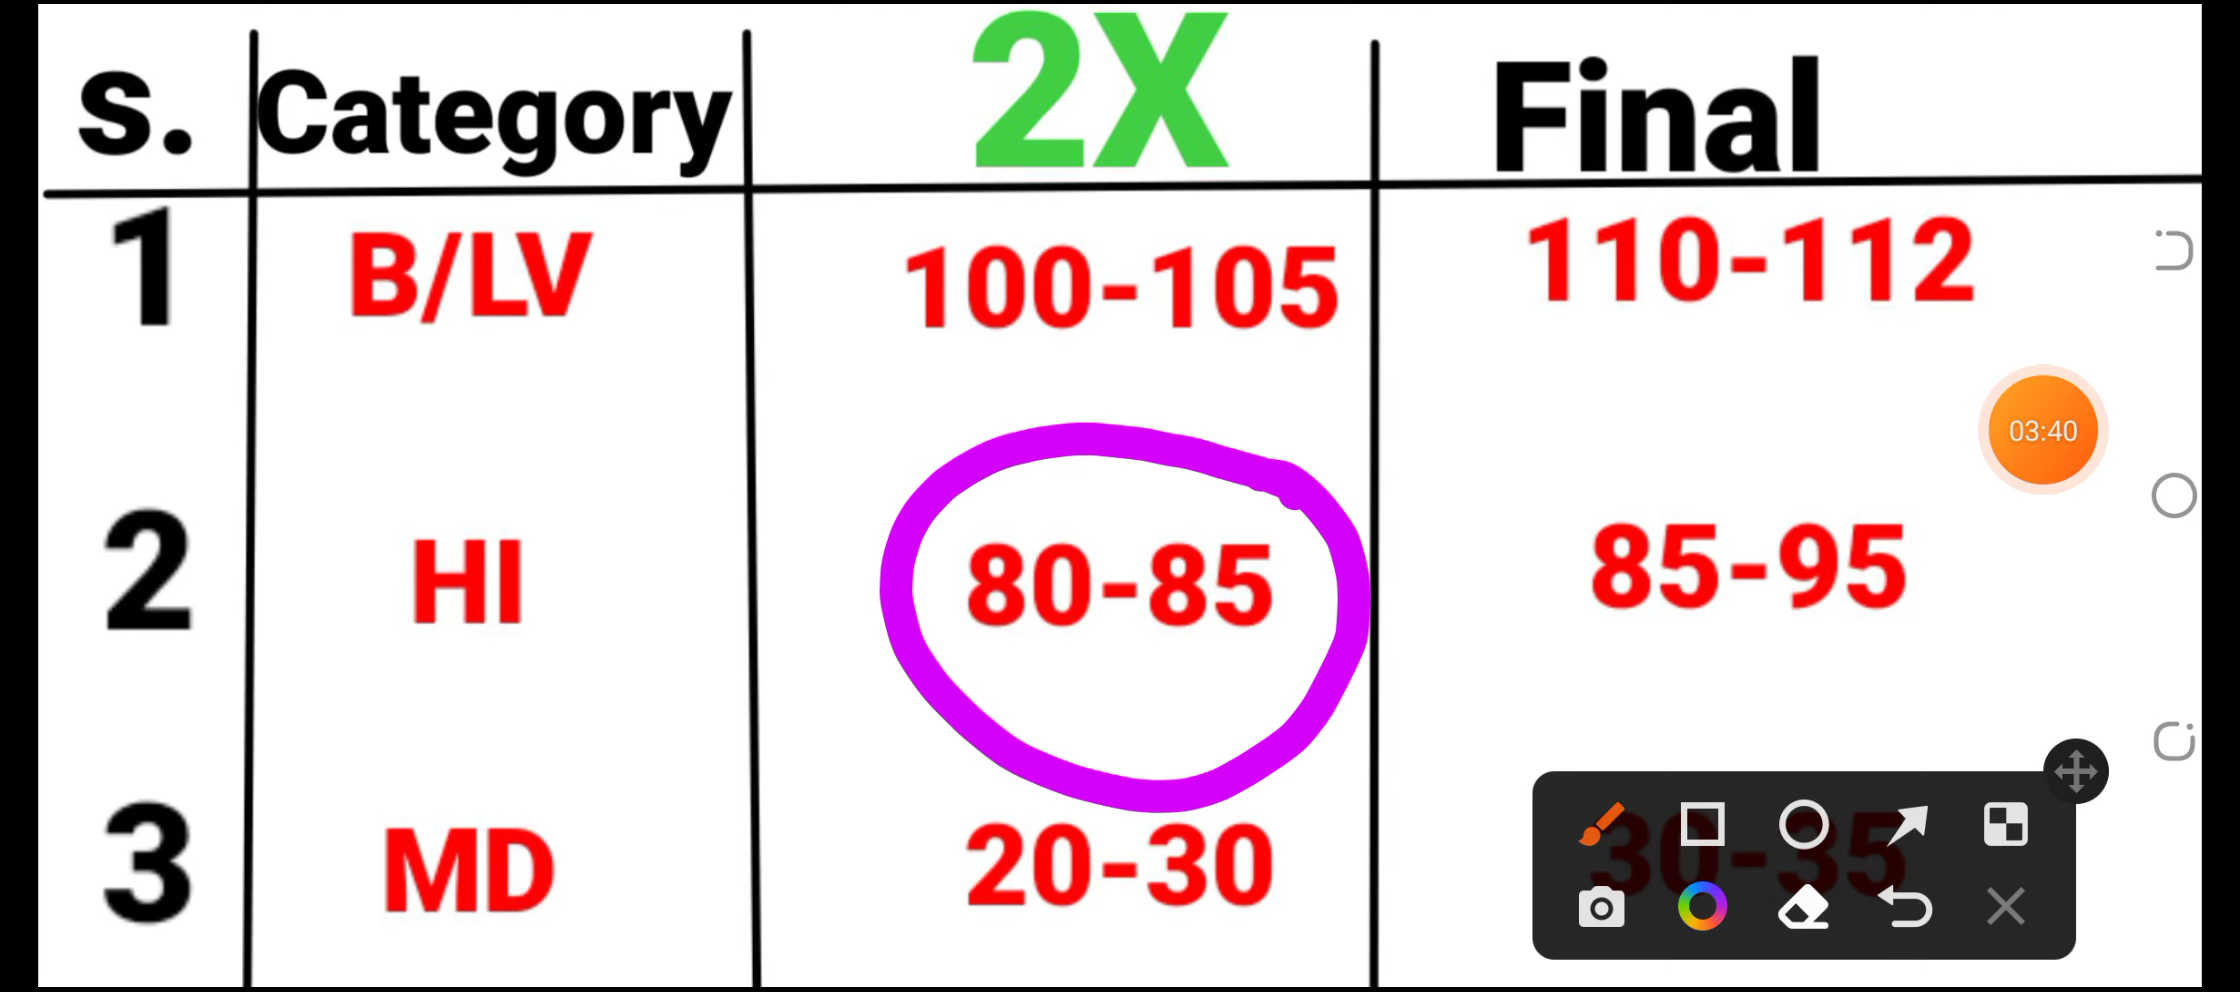 S. Category 2X Final
1 B/LV 100-105 110-112
03:40
2 HI 80-85 85-95
3 MD 20-30 30-35